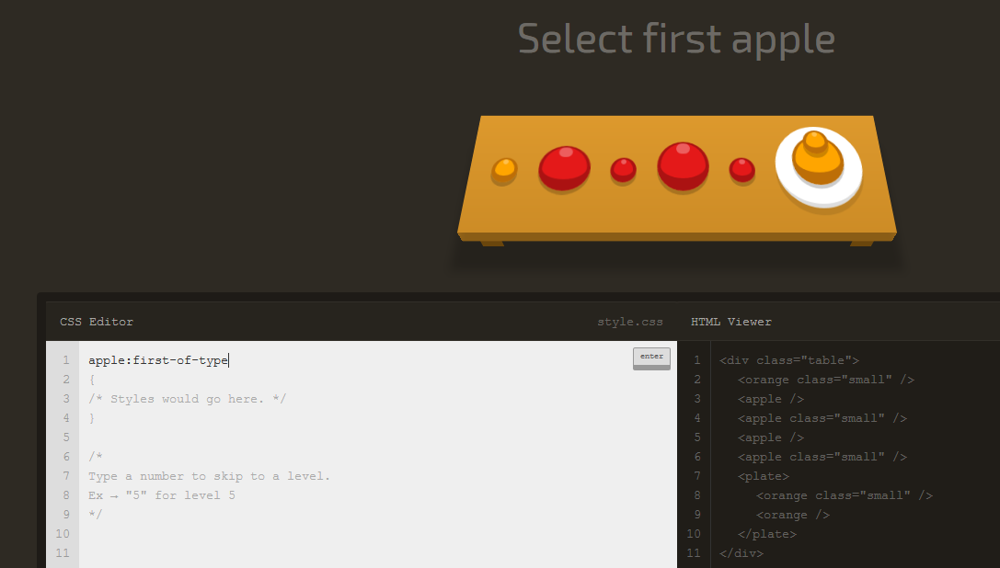 Select first apple
CSS Editor style.css HTML Viewer
enter
1 apple:first-of-type
2 {
3 /* Styles would go here. */
4 }
5
6 /*
7 Type a number to skip to a level.
8 Ex → "5" for level 5
9 */
10
11
1 <div class="table">
2 <orange class="small" />
3 <apple />
4 <apple class="small" />
5 <apple />
6 <apple class="small" />
7 <plate>
8 <orange class="small" />
9 <orange />
10 </plate>
11 </div>